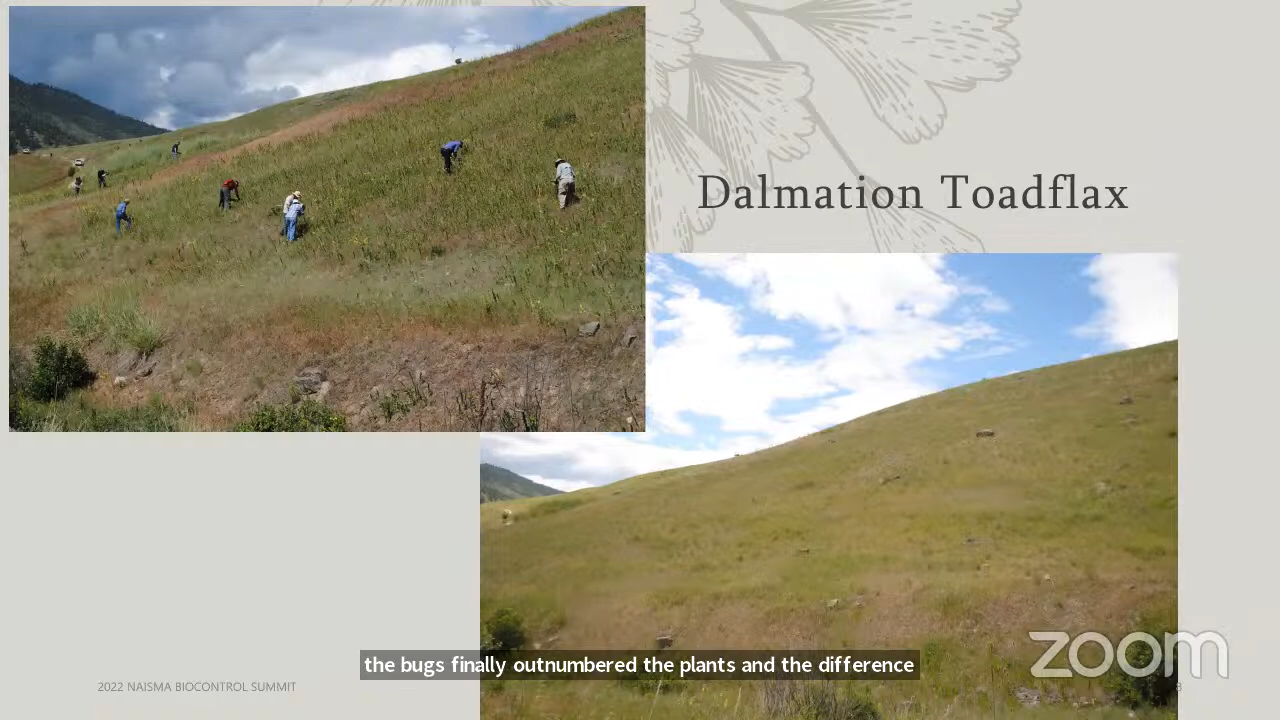 Dalmation Toadflax
the bugs finally outnumbered the plants and the difference
zoom
2022 NAISMA BIOCONTROL SUMMIT